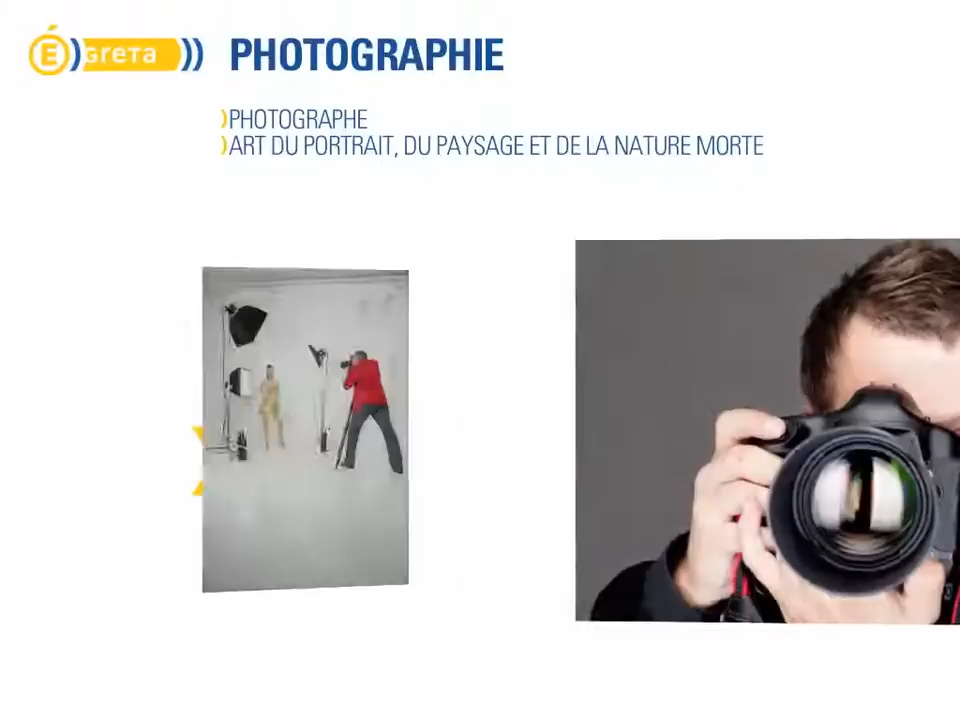 É GRETA
PHOTOGRAPHIE
PHOTOGRAPHE
ART DU PORTRAIT, DU PAYSAGE ET DE LA NATURE MORTE